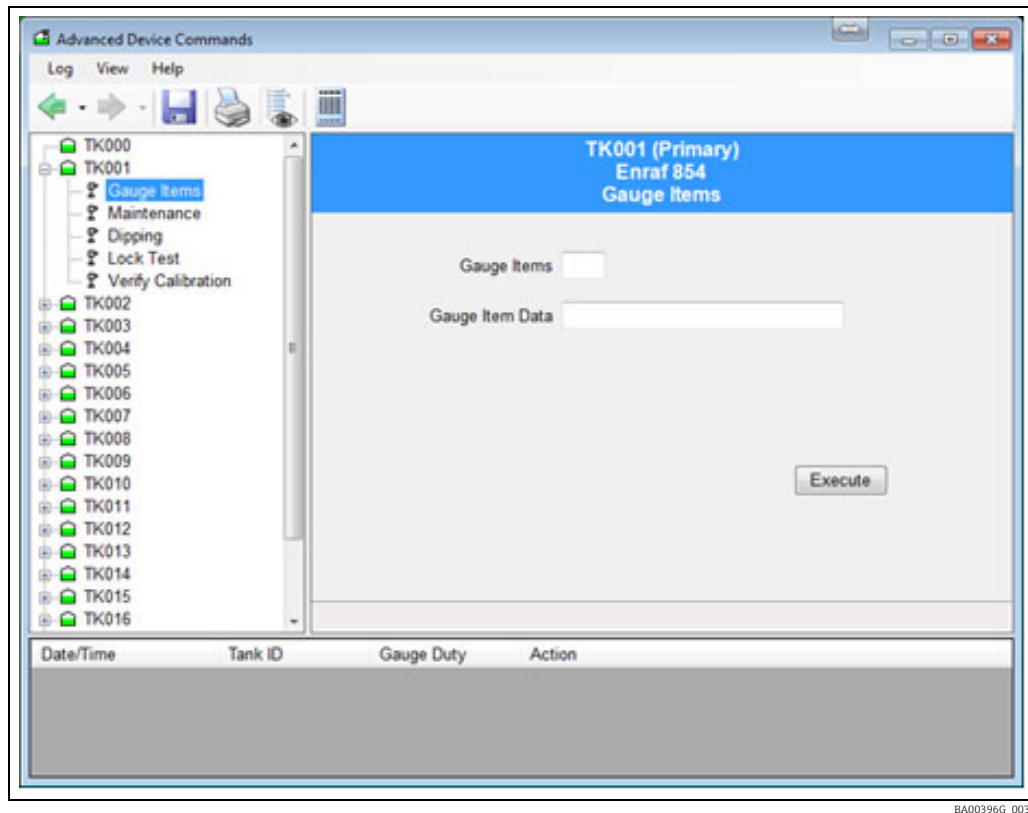 Advanced Device Commands
Log View Help
TK000
TK001
Gauge Items
Maintenance
Dipping
Lock Test
Verify Calibration
TK002
TK003
TK004
TK005
TK006
TK007
TK008
TK009
TK010
TK011
TK012
TK013
TK014
TK015
TK016
TK001 (Primary)
Enraf 854
Gauge Items
Gauge Items
Gauge Item Data
Execute
Date/Time Tank ID Gauge Duty Action
BA00396G_003